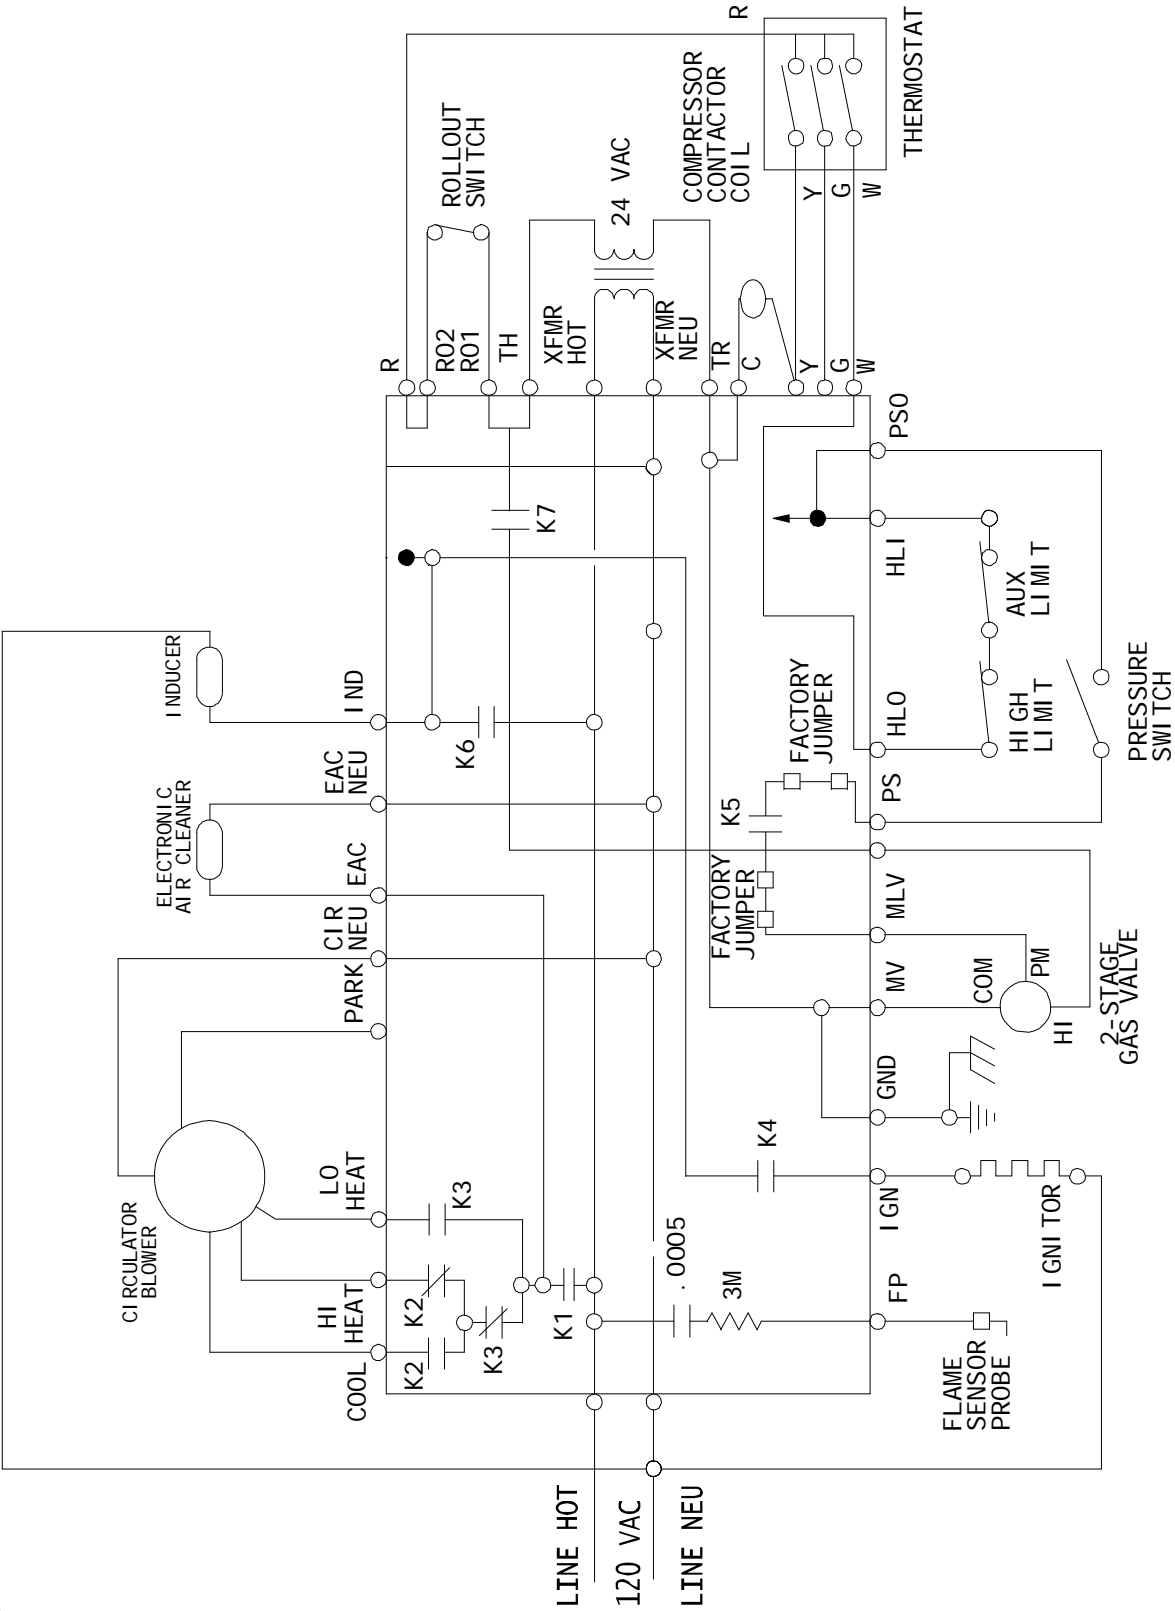 INDUCER
ELECTRONIC
AIR CLEANER
CIRCULATOR
BLOWER
COOL
HI
HEAT
LO
HEAT
PARK
CIR
NEU
EAC
EAC
NEU
IND
K2
K2
K3
K3
K1
K6
K7
R
RO2
RO1
TH
XFMR
HOT
XFMR
NEU
TR
C
Y
G
W
ROLLOUT
SWITCH
24 VAC
COMPRESSOR
CONTACTOR
COIL
R
Y
G
W
THERMOSTAT
LINE HOT
120 VAC
LINE NEU
.0005
3M
K4
FACTORY
JUMPER
K5
FACTORY
JUMPER
FP
IGN
GND
MV
MLV
PS
HLO
HLI
PSO
FLAME
SENSOR
PROBE
IGNITOR
COM
PM
HI
2-STAGE
GAS VALVE
HIGH
LIMIT
AUX
LIMIT
PRESSURE
SWITCH